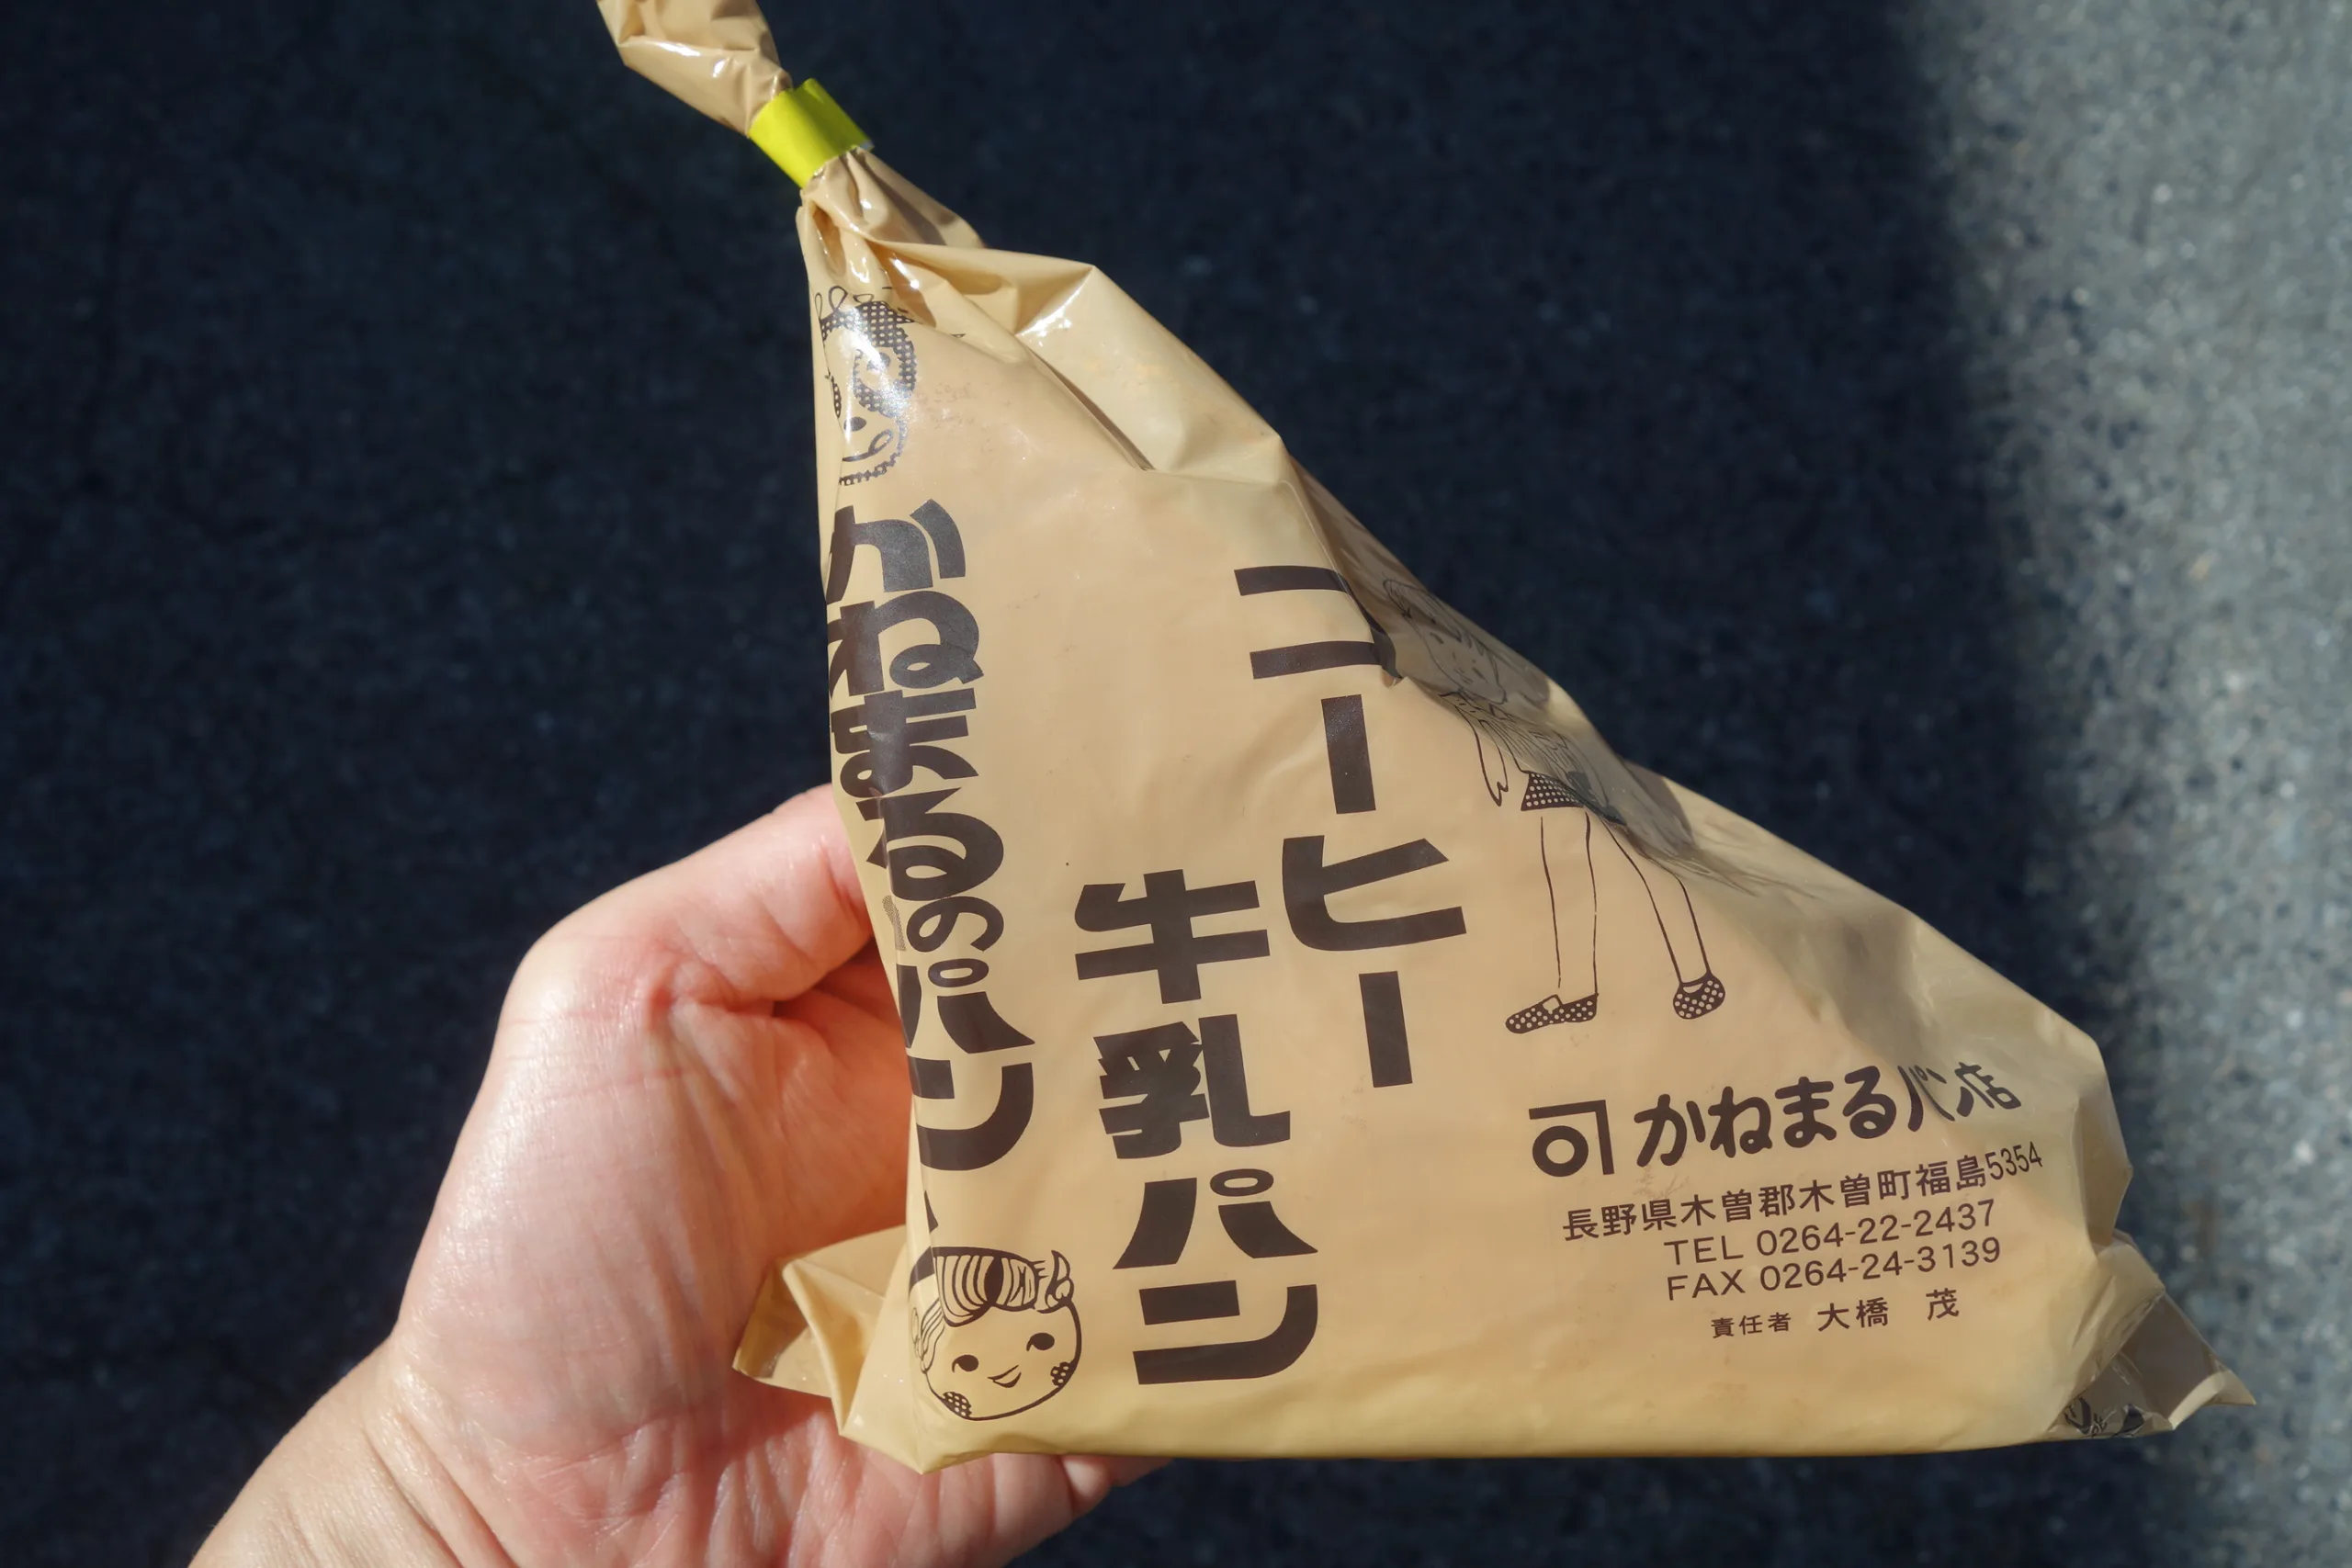 かねまるのパン
コーヒー
牛乳パン
かねまるパン店
長野県木曽郡木曽町福島5354
TEL 0264-22-2437
FAX 0264-24-3139
責任者 大橋 茂